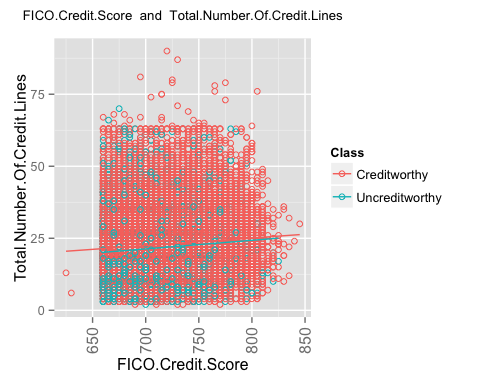 FICO.Credit.Score and Total.Number.Of.Credit.Lines
Total.Number.Of.Credit.Lines
75
50
25
0
650
700
750
800
850
FICO.Credit.Score
Class
Creditworthy
Uncreditworthy